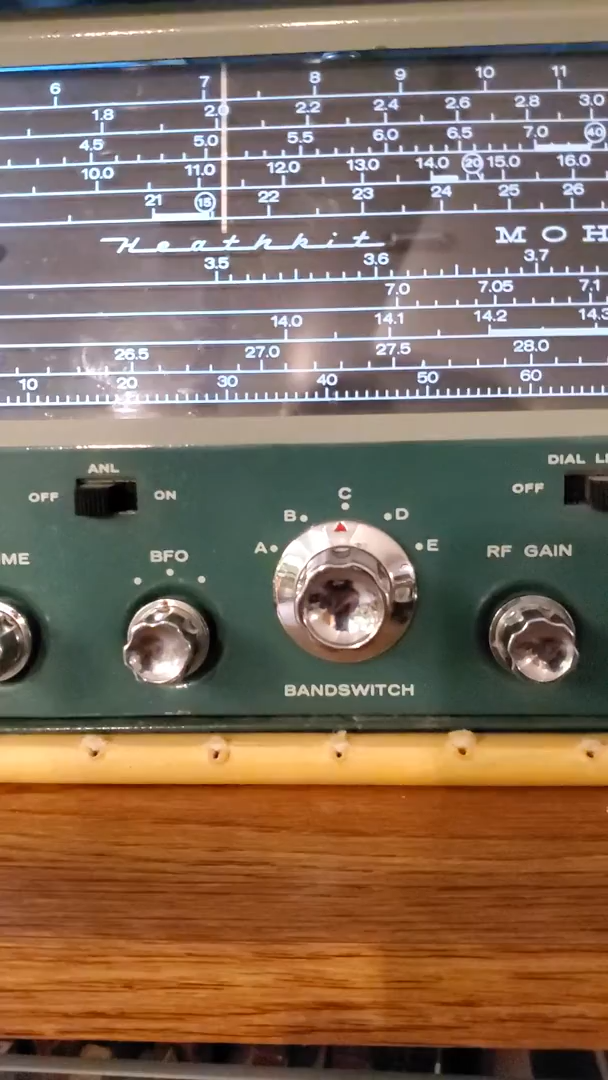 6 7 8 9 10 11
1.8 2.0 2.2 2.4 2.6 2.8 3.0
4.5 5.0 5.5 6.0 6.5 7.0 40
10.0 11.0 12.0 13.0 14.0 20 15.0 16.0
21 15 22 23 24 25 26
Heathkit MOH
3.5 3.6 3.7
7.0 7.05 7.1
14.0 14.1 14.2 14.3
26.5 27.0 27.5 28.0
10 20 30 40 50 60
ANL
OFF ON
DIAL LI
OFF
A B C D E
ME
BFO
RF GAIN
BANDSWITCH